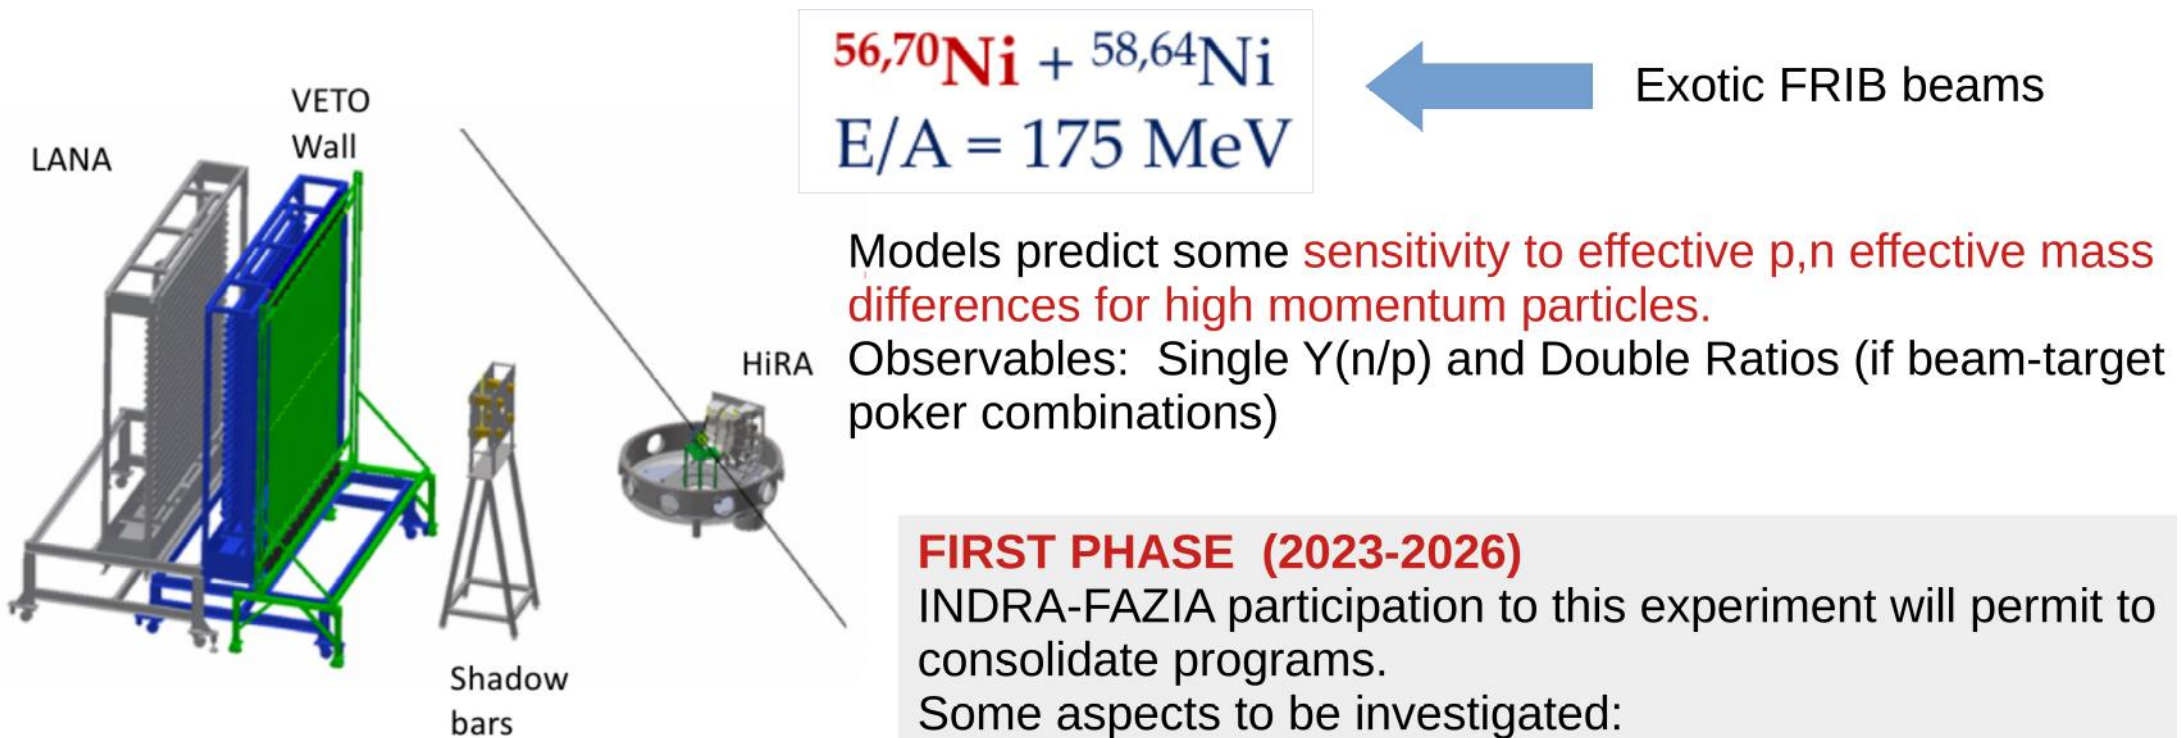 56,70Ni + 58,64Ni
E/A = 175 MeV
Exotic FRIB beams
VETO
Wall
LANA
HiRA
Shadow
bars
Models predict some sensitivity to effective p,n effective mass
differences for high momentum particles.
Observables: Single Y(n/p) and Double Ratios (if beam-target
poker combinations)
FIRST PHASE (2023-2026)
INDRA-FAZIA participation to this experiment will permit to
consolidate programs.
Some aspects to be investigated: